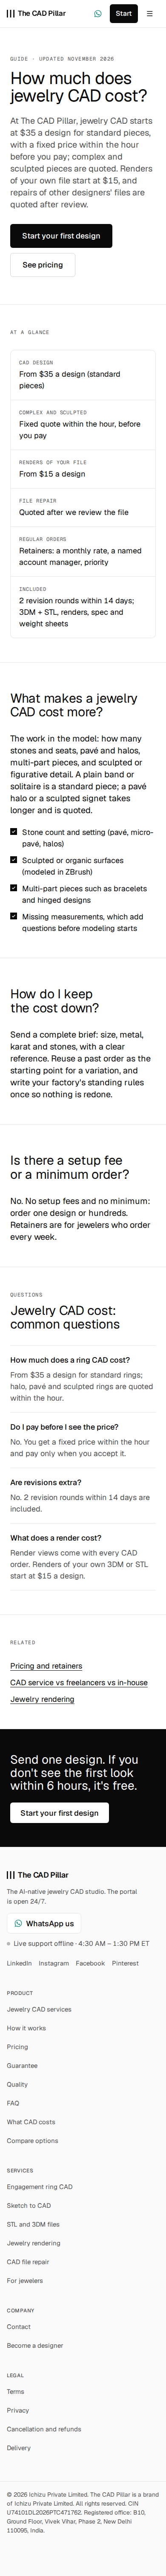 The CAD Pillar
Start
GUIDE · UPDATED NOVEMBER 2026
How much does
jewelry CAD cost?
At The CAD Pillar, jewelry CAD starts
at $35 a design for standard pieces,
with a fixed price within the hour
before you pay; complex and
sculpted designs are quoted. Renders
of your own file start at $15, and
repairs of other designers' files are
quoted after review.
Start your first design
See pricing
AT A GLANCE
CAD DESIGN
From $35 a design (standard
pieces)
COMPLEX AND SCULPTED
Fixed quote within the hour, before
you pay
RENDERS OF YOUR FILE
From $15 a design
FILE REPAIR
Quoted after we review the file
REGULAR ORDERS
Retainers: a monthly rate, a named
account manager, priority
INCLUDED
2 revision rounds within 14 days;
3DM + STL, renders, spec and
weight sheets
What makes a jewelry
CAD cost more?
The work in the model: how many
stones and seats, pavé and halos,
multi-part pieces, and sculpted or
figurative detail. A plain band or
solitaire is a standard piece; a pavé
halo or a sculpted signet takes
longer and is quoted.
Stone count and setting (pavé, micro-
pavé, halos)
Sculpted or organic surfaces
(modeled in ZBrush)
Multi-part pieces such as bracelets
and hinged designs
Missing measurements, which add
questions before modeling starts
How do I keep
the cost down?
Send a complete brief: size, metal,
karat and stones, with a clear
reference. Reuse a past order as the
starting point for a variation, and
write your factory's standing rules
once so nothing is redone.
Is there a setup fee
or a minimum order?
No. No setup fees and no minimum:
order one design or hundreds.
Retainers are for jewelers who order
every week.
QUESTIONS
Jewelry CAD cost:
common questions
How much does a ring CAD cost?
From $35 a design for standard rings;
halo, pavé and sculpted rings are quoted
within the hour.
Do I pay before I see the price?
No. You get a fixed price within the hour
and pay only when you accept it.
Are revisions extra?
No. 2 revision rounds within 14 days are
included.
What does a render cost?
Render views come with every CAD
order. Renders of your own 3DM or STL
start at $15 a design.
RELATED
Pricing and retainers
CAD service vs freelancers vs in-house
Jewelry rendering
Send one design. If you
don't see the first look
within 6 hours, it's free.
Start your first design
The CAD Pillar
The AI-native jewelry CAD studio. The portal
is open 24/7.
WhatsApp us
Live support offline · 4:30 AM – 1:30 PM ET
LinkedIn Instagram Facebook Pinterest
PRODUCT
Jewelry CAD services
How it works
Pricing
Guarantee
Quality
FAQ
What CAD costs
Compare options
SERVICES
Engagement ring CAD
Sketch to CAD
STL and 3DM files
Jewelry rendering
CAD file repair
For jewelers
COMPANY
Contact
Become a designer
LEGAL
Terms
Privacy
Cancellation and refunds
Delivery
© 2026 Ichizu Private Limited. The CAD Pillar is a brand
of Ichizu Private Limited. All rights reserved. CIN
U74101DL2026PTC471762. Registered office: B10,
Ground Floor, Vivek Vihar, Phase 2, New Delhi
110095, India.